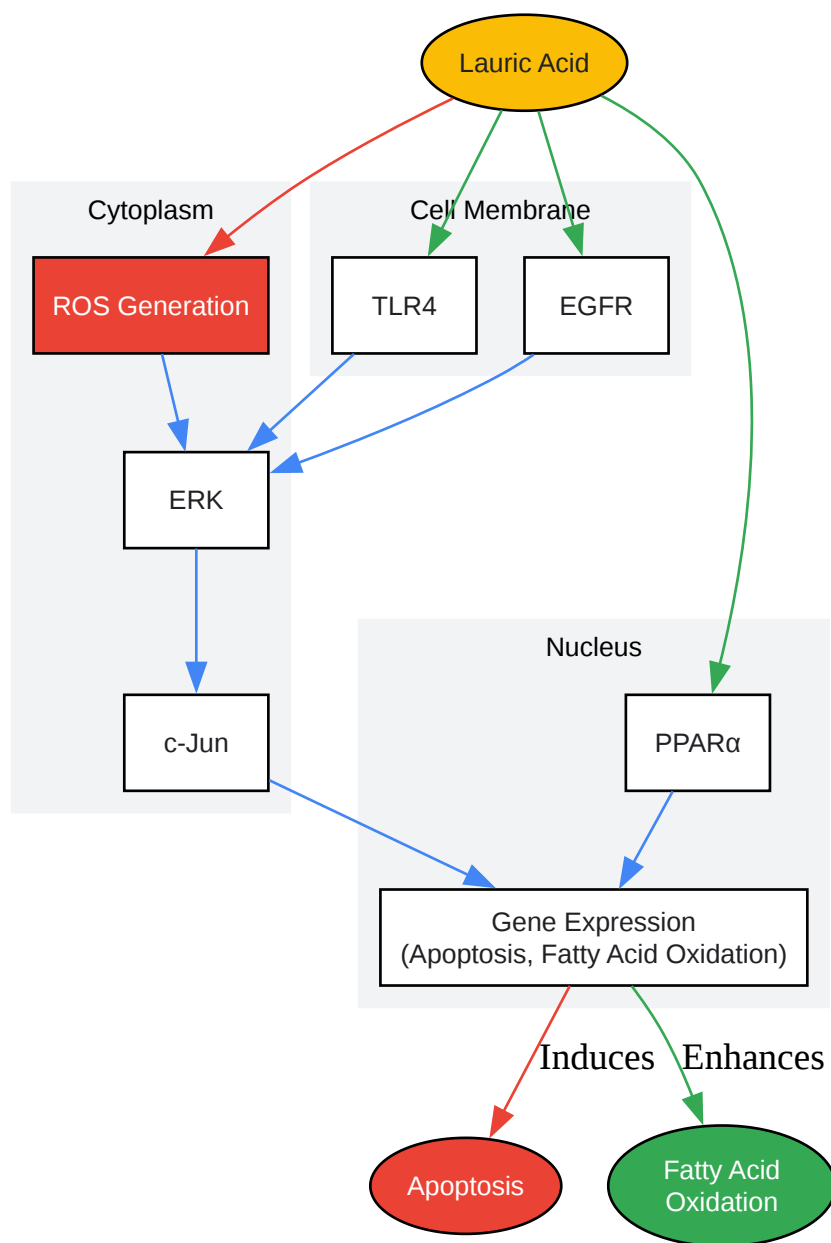 Lauric Acid
Cytoplasm
Cell Membrane
ROS Generation
TLR4
EGFR
ERK
Nucleus
c-Jun
PPARα
Gene Expression
(Apoptosis, Fatty Acid Oxidation)
Induces
Enhances
Apoptosis
Fatty Acid
Oxidation